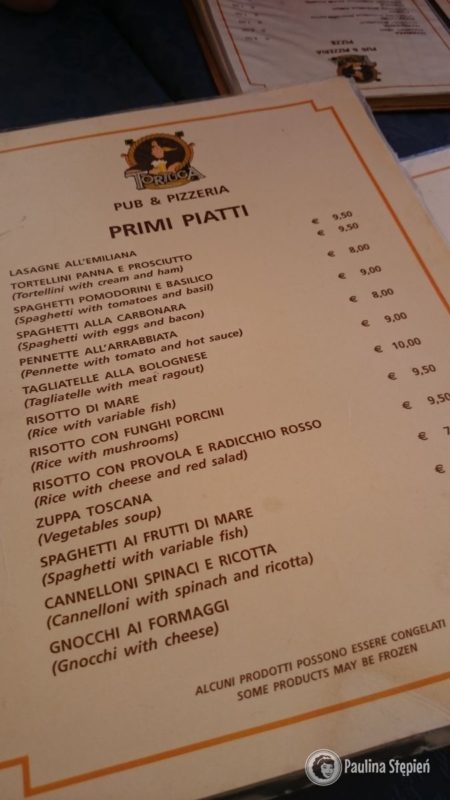 PUB & PIZZERIA
PIZZE
TORTUGA
PUB & PIZZERIA
PRIMI PIATTI
LASAGNE ALL'EMILIANA € 9,50
TORTELLINI PANNA E PROSCIUTTO € 9,50
(Tortellini with cream and ham)
SPAGHETTI POMODORINI E BASILICO € 8,00
(Spaghetti with tomatoes and basil)
SPAGHETTI ALLA CARBONARA € 9,00
(Spaghetti with eggs and bacon)
PENNETTE ALL'ARRABBIATA € 8,00
(Pennette with tomato and hot sauce)
TAGLIATELLE ALLA BOLOGNESE € 9,00
(Tagliatelle with meat ragout)
RISOTTO DI MARE € 10,00
(Rice with variable fish)
RISOTTO CON FUNGHI PORCINI € 9,50
(Rice with mushrooms)
RISOTTO CON PROVOLA E RADICCHIO ROSSO € 9,50
(Rice with cheese and red salad)
ZUPPA TOSCANA € 7
(Vegetables soup)
SPAGHETTI AI FRUTTI DI MARE €
(Spaghetti with variable fish)
CANNELLONI SPINACI E RICOTTA
(Cannelloni with spinach and ricotta)
GNOCCHI AI FORMAGGI
(Gnocchi with cheese)
ALCUNI PRODOTTI POSSONO ESSERE CONGELATI
SOME PRODUCTS MAY BE FROZEN
Paulina Stępień